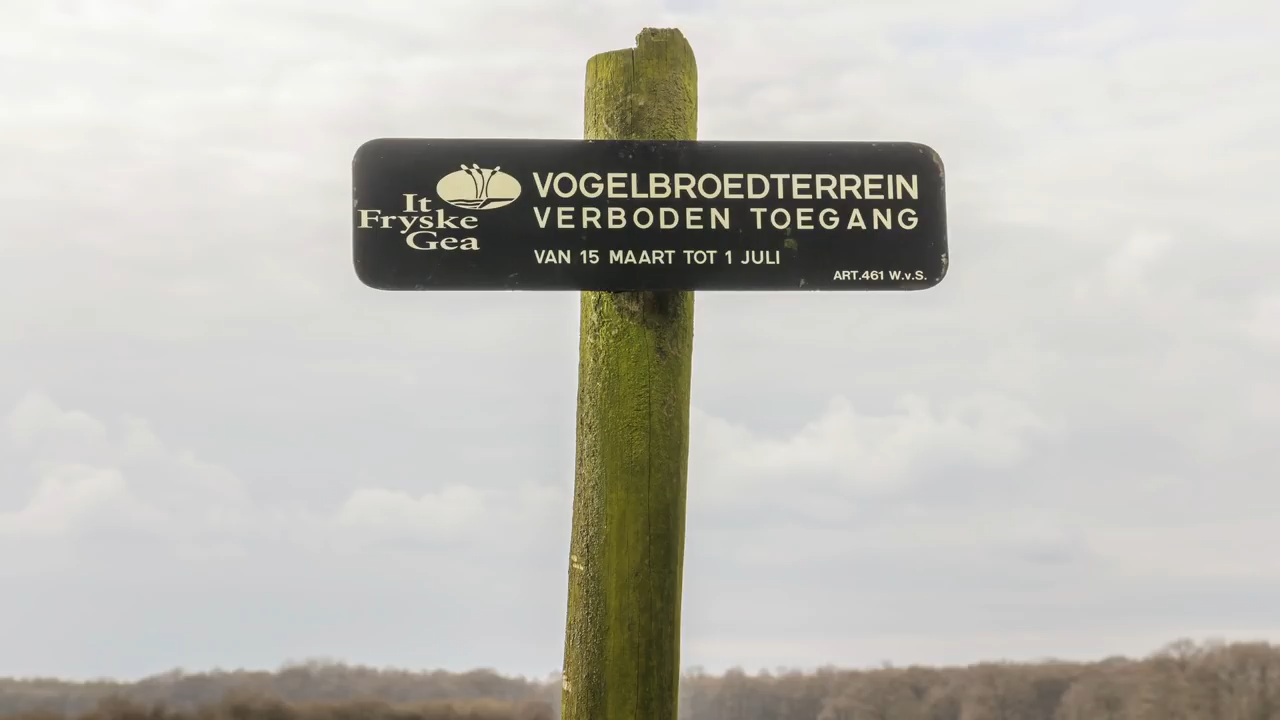 It
Fryske
Gea
VOGELBROEDTERREIN
VERBODEN TOEGANG
VAN 15 MAART TOT 1 JULI
ART.461 W.v.S.